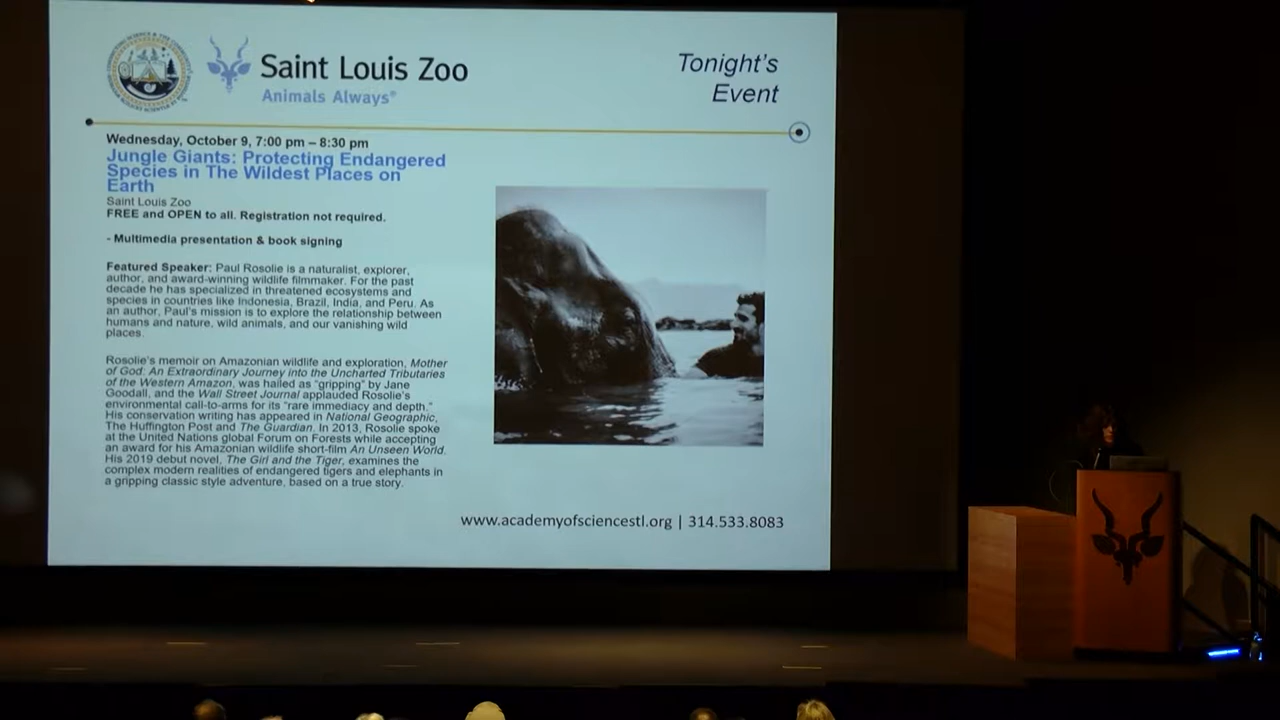 Saint Louis Zoo
Animals Always®
Tonight's
Event
Wednesday, October 9, 7:00 pm – 8:30 pm
Jungle Giants: Protecting Endangered
Species in The Wildest Places on
Earth
Saint Louis Zoo
FREE and OPEN to all. Registration not required.
- Multimedia presentation & book signing
Featured Speaker: Paul Rosolie is a naturalist, explorer,
author, and award-winning wildlife filmmaker. For the past
decade he has specialized in threatened ecosystems and
species in countries like Indonesia, Brazil, India, and Peru. As
an author, Paul's mission is to explore the relationship between
humans and nature, wild animals, and our vanishing wild
places.
Rosolie's memoir on Amazonian wildlife and exploration, Mother
of God: An Extraordinary Journey into the Uncharted Tributaries
of the Western Amazon, was hailed as "gripping" by Jane
Goodall, and the Wall Street Journal applauded Rosolie's
environmental call-to-arms for its "rare immediacy and depth."
His conservation writing has appeared in National Geographic,
The Huffington Post and The Guardian. In 2013, Rosolie spoke
at the United Nations global Forum on Forests while accepting
an award for his Amazonian wildlife short-film An Unseen World.
His 2019 debut novel, The Girl and the Tiger, examines the
complex modern realities of endangered tigers and elephants in
a gripping classic style adventure, based on a true story.
www.academyofsciencestl.org | 314.533.8083